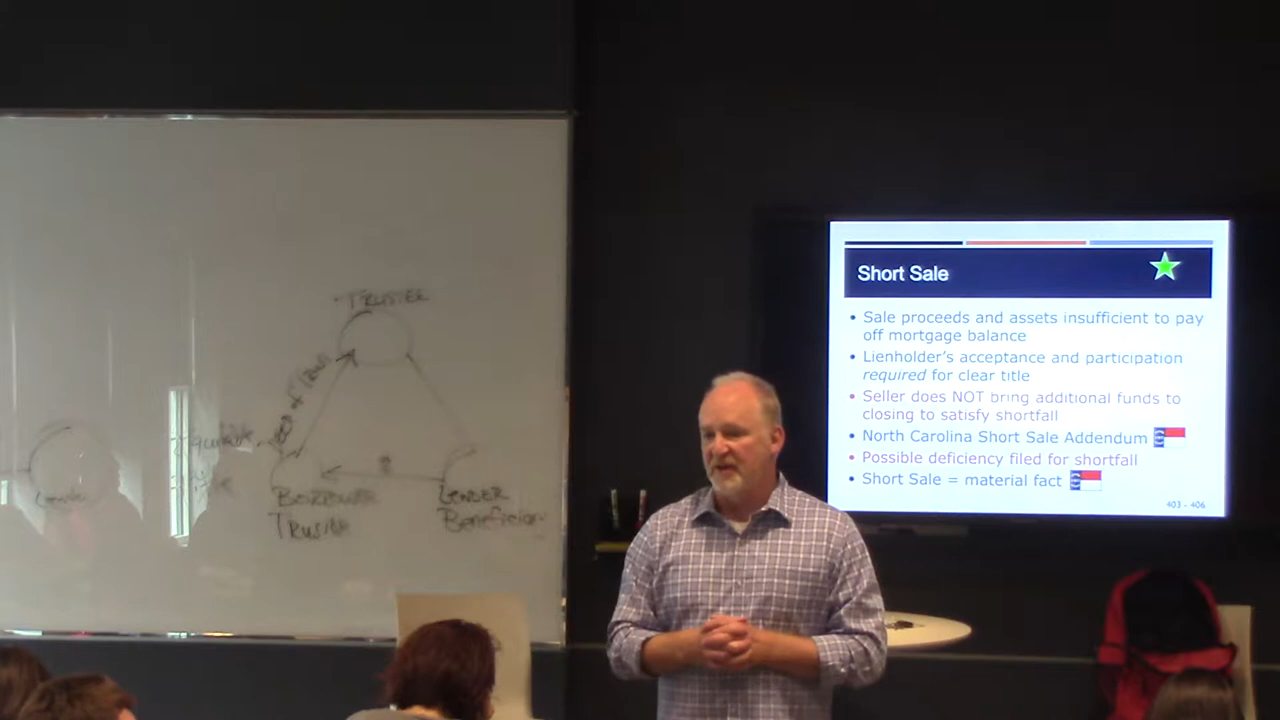 TRUSTEE
BORROWER
TRUSTOR
LENDER
Beneficiary
Lender
Short Sale
• Sale proceeds and assets insufficient to pay
off mortgage balance
• Lienholder's acceptance and participation
required for clear title
• Seller does NOT bring additional funds to
closing to satisfy shortfall
• North Carolina Short Sale Addendum
• Possible deficiency filed for shortfall
• Short Sale = material fact
403 - 406